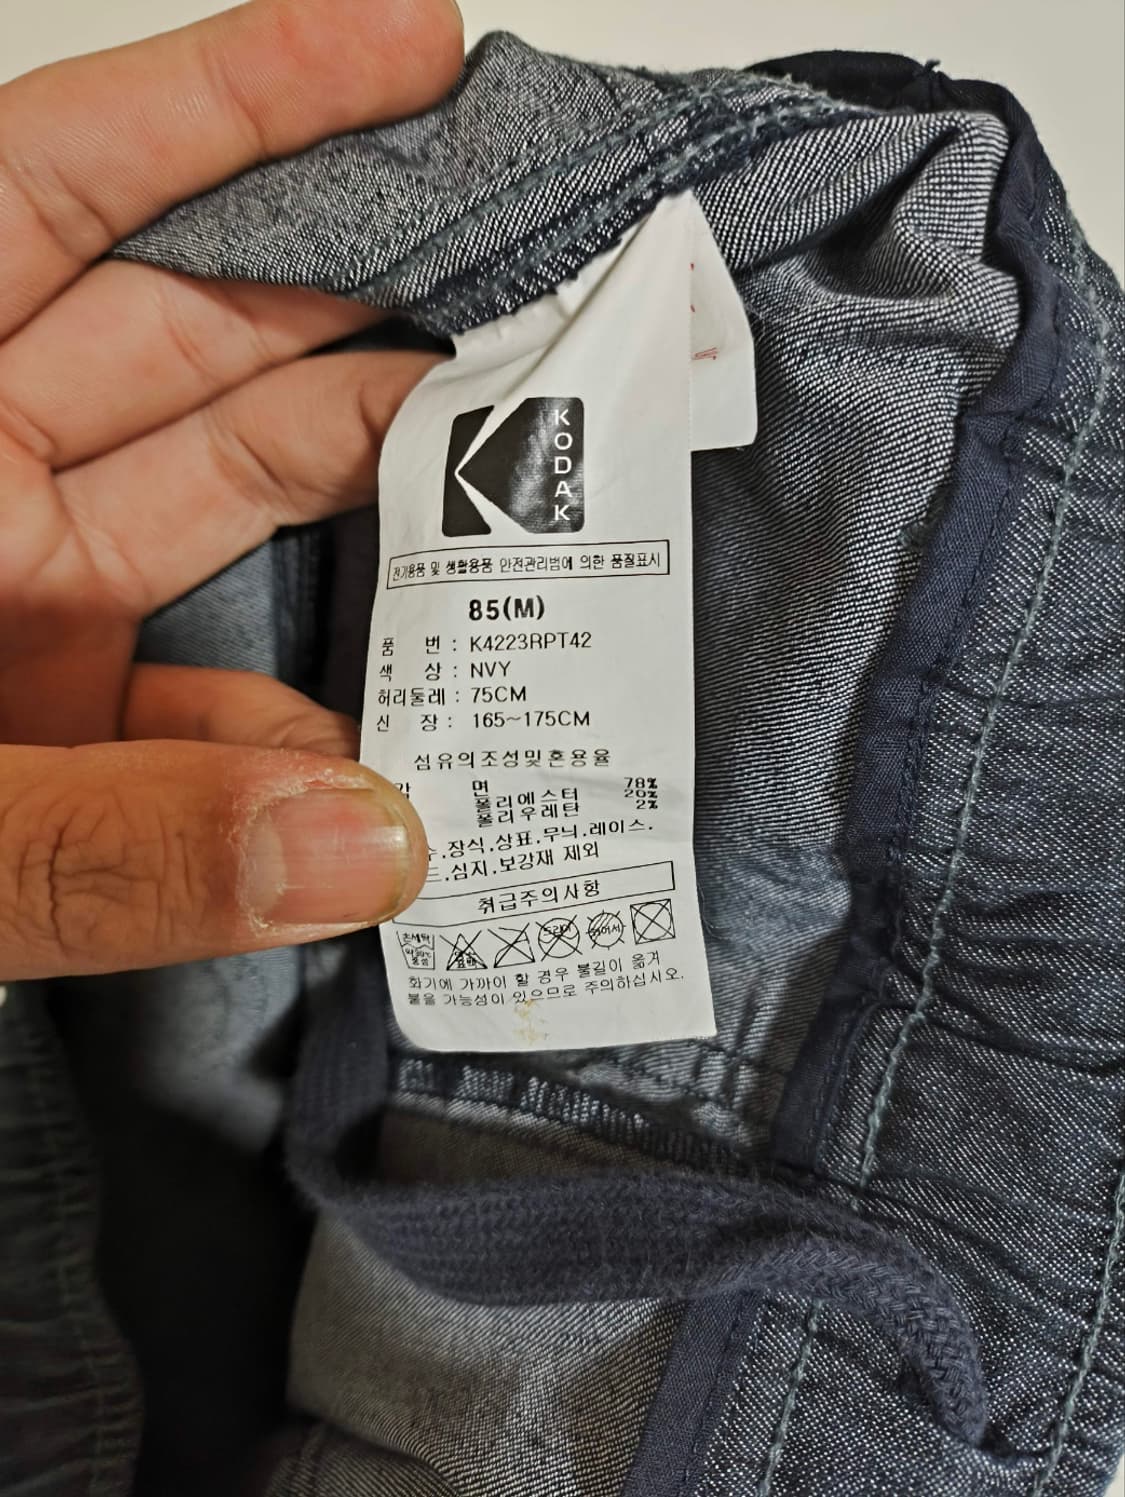 KODAK
전기용품 및 생활용품 안전관리법에 의한 품질표시
85(M)
품 번 : K4223RPT42
색 상 : NVY
허리둘레 : 75CM
신 장 : 165~175CM
섬유의조성및혼용율
면 78%
폴리에스터 20%
폴리우레탄 2%
.장식.상표.무늬.레이스.
.심지.보강재 제외
취급주의사항
화기에 가까이 할 경우 불길이 옮겨
붙을 가능성이 있으므로 주의하십시오.